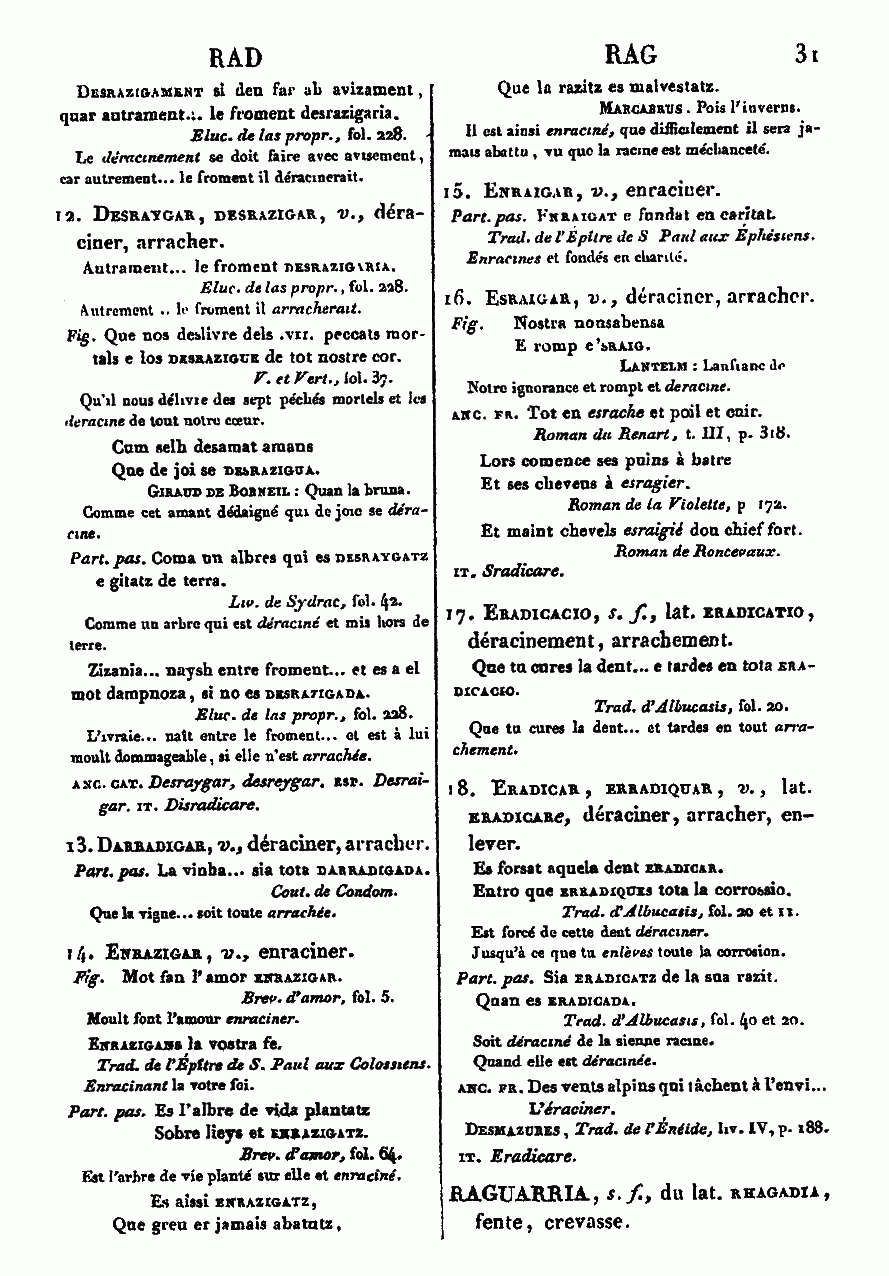 RAD
RAG 31
DESRAZIGAMENT si den far ab avizament,
quar autrament... le froment desrazigaria.
Eluc. de las propr., fol. 228.
Le déracinement se doit faire avec avisement,
car autrement... le froment il déracinerait.
12. DESRAYGAR, DESRAZIGAR, v., déra-
ciner, arracher.
Autrament... le froment DESRAZIGARIA.
Eluc. de las propr., fol. 228.
Autrement... le froment il arracherait.
Fig. Que nos deslivre dels .VII. peccats mor-
tals e los DESRAZIGUE de tot nostre cor.
V. et Vert., fol. 37.
Qu'il nous délivre des sept péchés mortels et les
deracine de tout notre cœur.
Cum selh desamat amans
Que de joi se DESRAZIGUA.
GIRAUD DE BORNEIL : Quan la bruna.
Comme cet amant dédaigné qui de joie se déra-
cine.
Part. pas. Coma un albres qui es DESRAYGATZ
e gitatz de terra.
Liv. de Sydrac, fol. 42.
Comme un arbre qui est déraciné et mis hors de
terre.
Zizania... naysh entre froment... et es a el
mot dampnoza, si no es DESRAZIGADA.
Eluc. de las propr., fol. 228.
L'ivraie... naît entre le froment... et est à lui
moult dommageable, si elle n'est arrachée.
ANC. CAT. Desraygar, desreygar. ESP. Desrai-
gar. IT. Disradicare.
13. DARRADIGAR, v., déraciner, arracher.
Part. pas. La vinha... sia tota DARRADIGADA.
Cout. de Condom.
Que la vigne... soit toute arrachée.
14. ENRAZIGAR, v., enraciner.
Fig. Mot fan l'amor ENRAZIGAR.
Brev. d'amor, fol. 5.
Moult font l'amour enraciner.
ENRAZIGANS la vostra fe.
Trad. de l'Épître de S. Paul aux Colossiens.
Enracinant la votre foi.
Part. pas. Es l'albre de vida plantatz
Sobre lieys et ENRAZIGATZ.
Brev. d'amor, fol. 64.
Est l'arbre de vie planté sur elle et enraciné.
Es aissi ENRAZIGATZ,
Que greu er jamais abatutz,
Que la razitz es malvestatz.
MARCABRUS. Pois l'inverns.
Il est ainsi enraciné, que difficilement il sera ja-
mais abattu, vu que la racine est méchanceté.
15. ENRAIGAR, v., enraciner.
Part. pas. ENRAIGAT e fondat en caritat.
Trad. de l'Épître de S Paul aux Éphésiens.
Enracinés et fondés en charité.
16. ESRAIGAR, v., déraciner, arracher.
Fig. Nostra nonsabensa
E romp e'SRAIG.
LANTELM : Lanfranc de
Notre ignorance et rompt et deracine.
ANC. FR. Tot en esrache et poil et cuir.
Roman du Renart, t. III, p. 318.
Lors comence ses puins à batre
Et ses chevens à esragier.
Roman de la Violette, p 172.
Et maint chevels esraigié don chief fort.
Roman de Roncevaux.
IT. Sradicare.
17. ERADICACIO, s. f., lat. ERADICATIO,
déracinement, arrachement.
Que tu cures la dent... e tardes en tota ERA-
DICACIO.
Trad. d'Albucasis, fol. 20.
Que tu cures la dent... et tardes en tout arra-
chement.
18. ERADICAR, ERRADIQUAR, v., lat.
ERADICARe, déraciner, arracher, en-
lever.
Es forsat aquela dent ERADICAR.
Entro que ERRADIQUES tota la corrossio.
Trad. d'Albucasis, fol. 20 et 11.
Est forcé de cette dent déraciner.
Jusqu'à ce que tu enlèves toute la corrosion.
Part. pas. Sia ERADICATZ de la sua razit.
Quan es ERADICADA.
Trad. d'Albucasis, fol. 40 et 20.
Soit déraciné de la sienne racine.
Quand elle est déracinée.
ANC. FR. Des vents alpins qui tâchent à l'envi...
L'éraciner.
DESMAZURES, Trad. de l'Énéide, liv. IV, p. 188.
IT. Eradicare.
RAGUARRIA, s. f., du lat. RHAGADIA,
fente, crevasse.